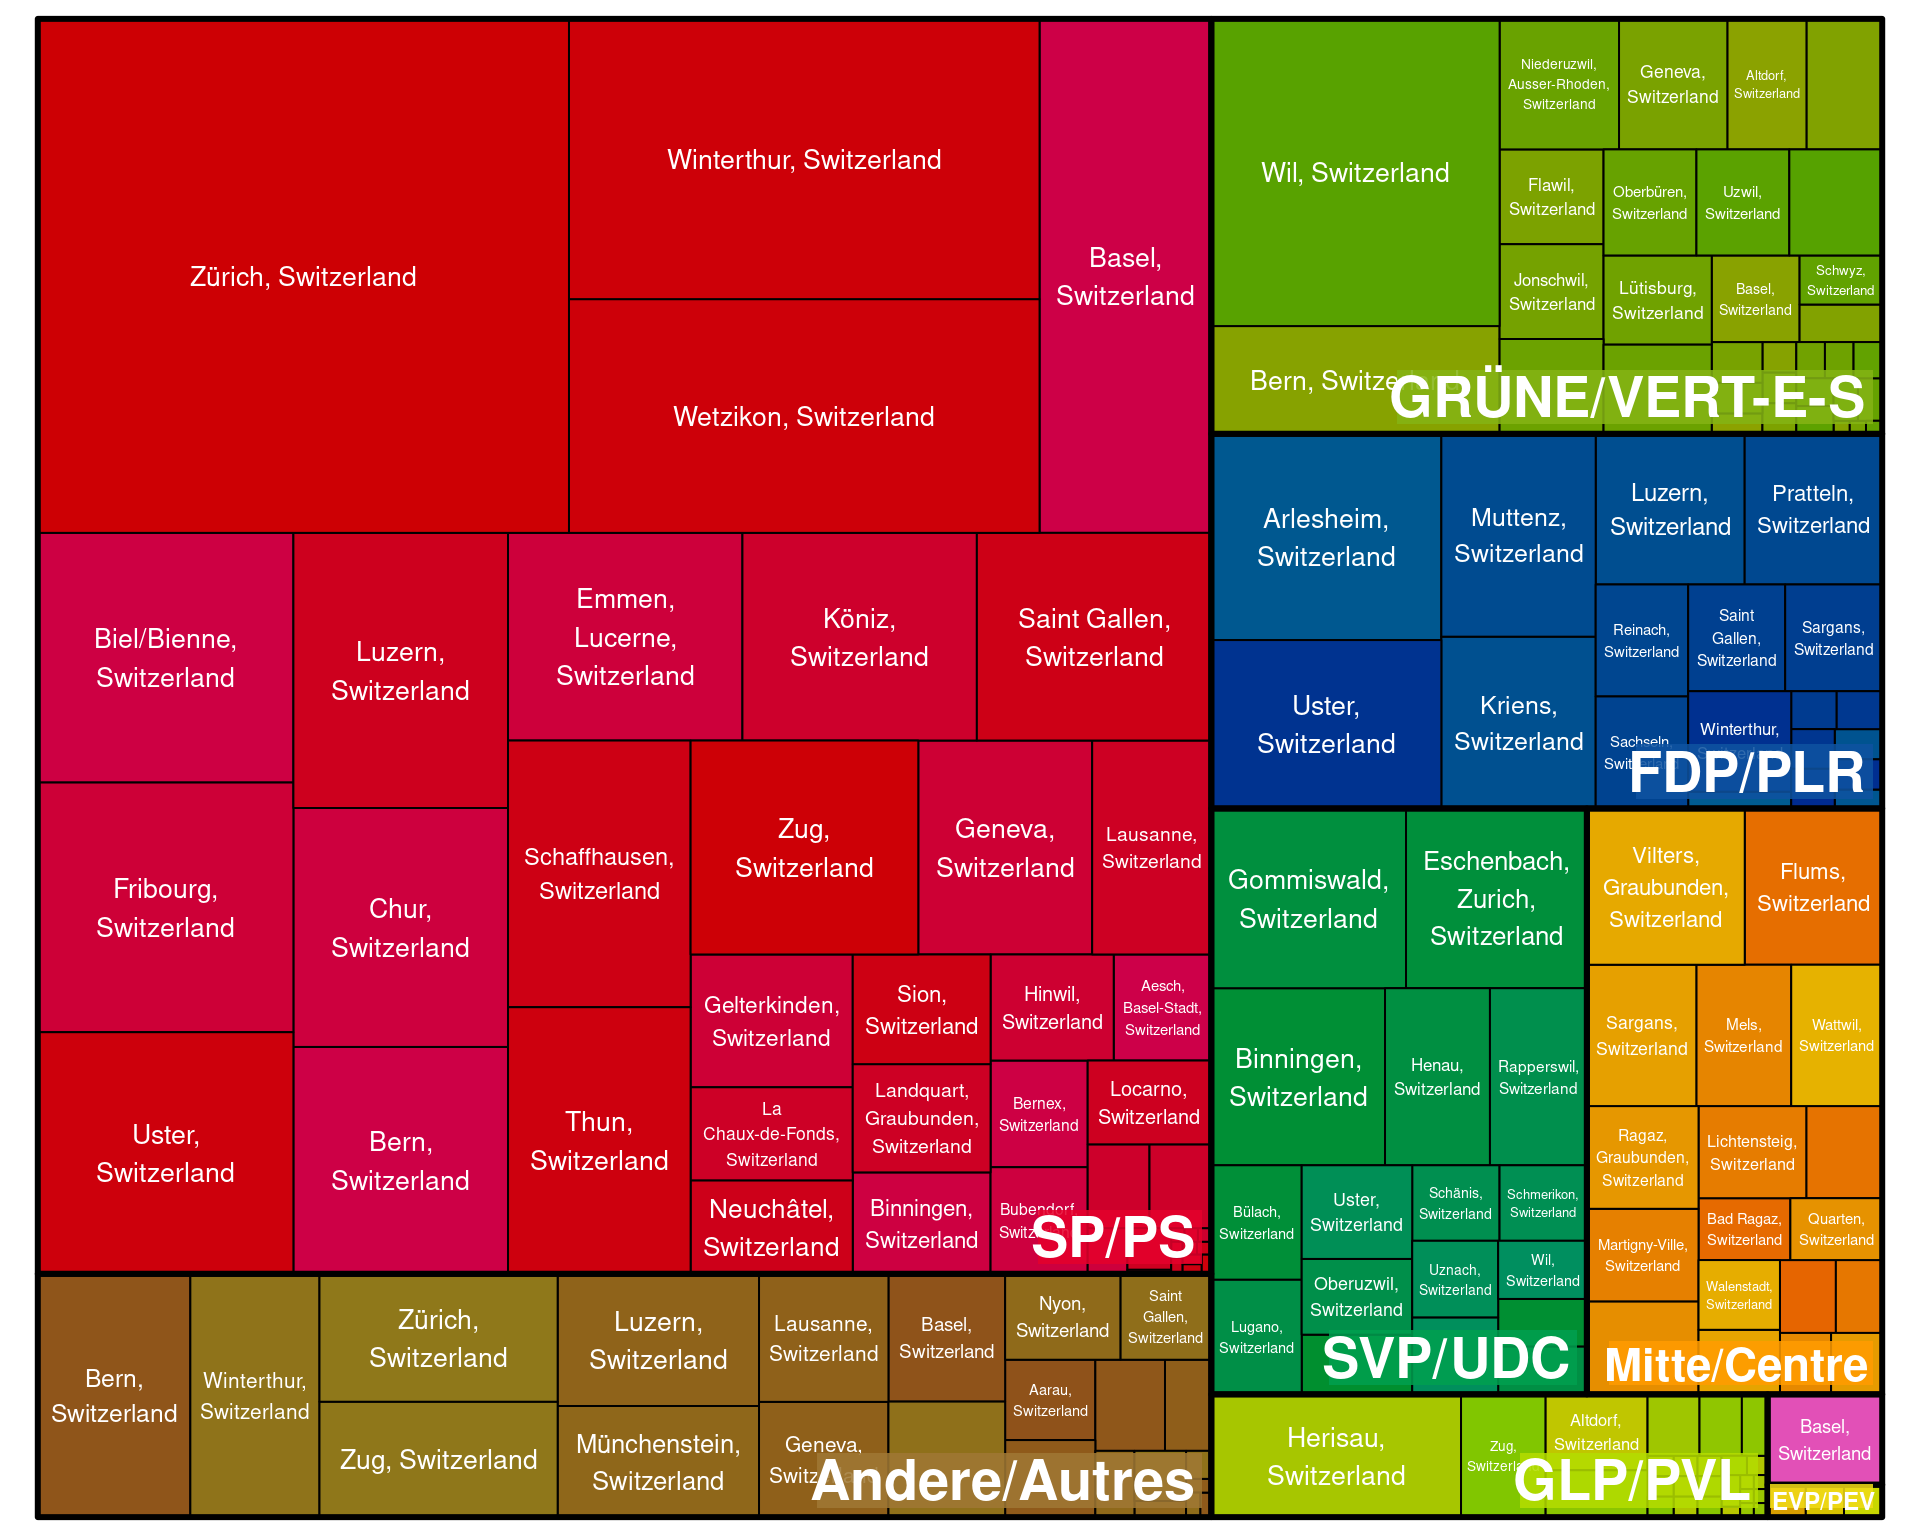 Zürich, Switzerland
Winterthur, Switzerland
Wetzikon, Switzerland
Basel,
Switzerland
Biel/Bienne,
Switzerland
Fribourg,
Switzerland
Uster,
Switzerland
Luzern,
Switzerland
Chur,
Switzerland
Bern,
Switzerland
Emmen,
Lucerne,
Switzerland
Köniz,
Switzerland
Saint Gallen,
Switzerland
Schaffhausen,
Switzerland
Thun,
Switzerland
Zug,
Switzerland
Geneva,
Switzerland
Lausanne,
Switzerland
Gelterkinden,
Switzerland
La
Chaux-de-Fonds,
Switzerland
Neuchâtel,
Switzerland
Sion,
Switzerland
Landquart,
Graubunden,
Switzerland
Binningen,
Switzerland
Hinwil,
Switzerland
Aesch,
Basel-Stadt,
Switzerland
Bernex,
Switzerland
Locarno,
Switzerland
Bubendorf,
SP/PS
Bern,
Switzerland
Winterthur,
Switzerland
Zürich,
Switzerland
Zug, Switzerland
Luzern,
Switzerland
Münchenstein,
Switzerland
Lausanne,
Switzerland
Geneva,
Basel,
Switzerland
Nyon,
Switzerland
Saint
Gallen,
Switzerland
Aarau,
Switzerland
Andere/Autres
Wil, Switzerland
Bern, Switzerland
Niederuzwil,
Ausser-Rhoden,
Switzerland
Geneva,
Switzerland
Altdorf,
Switzerland
Flawil,
Switzerland
Oberbüren,
Switzerland
Uzwil,
Switzerland
Jonschwil,
Switzerland
Lütisburg,
Switzerland
Basel,
Switzerland
Schwyz,
Switzerland
GRÜNE/VERT-E-S
Arlesheim,
Switzerland
Uster,
Switzerland
Muttenz,
Switzerland
Kriens,
Switzerland
Luzern,
Switzerland
Pratteln,
Switzerland
Reinach,
Switzerland
Saint
Gallen,
Switzerland
Sargans,
Switzerland
Sachseln,
Winterthur,
Switzerland
FDP/PLR
Gommiswald,
Switzerland
Eschenbach,
Zurich,
Switzerland
Binningen,
Switzerland
Henau,
Switzerland
Rapperswil,
Switzerland
Bülach,
Switzerland
Lugano,
Switzerland
Uster,
Switzerland
Oberuzwil,
Switzerland
Schänis,
Switzerland
Schmerikon,
Switzerland
Uznach,
Switzerland
Wil,
Switzerland
SVP/UDC
Vilters,
Graubunden,
Switzerland
Flums,
Switzerland
Sargans,
Switzerland
Mels,
Switzerland
Wattwil,
Switzerland
Ragaz,
Graubunden,
Switzerland
Lichtensteig,
Switzerland
Martigny-Ville,
Switzerland
Bad Ragaz,
Switzerland
Quarten,
Switzerland
Walenstadt,
Switzerland
Mitte/Centre
Herisau,
Switzerland
Zug,
Altdorf,
Switzerland
GLP/PVL
Basel,
Switzerland
EVP/PEV